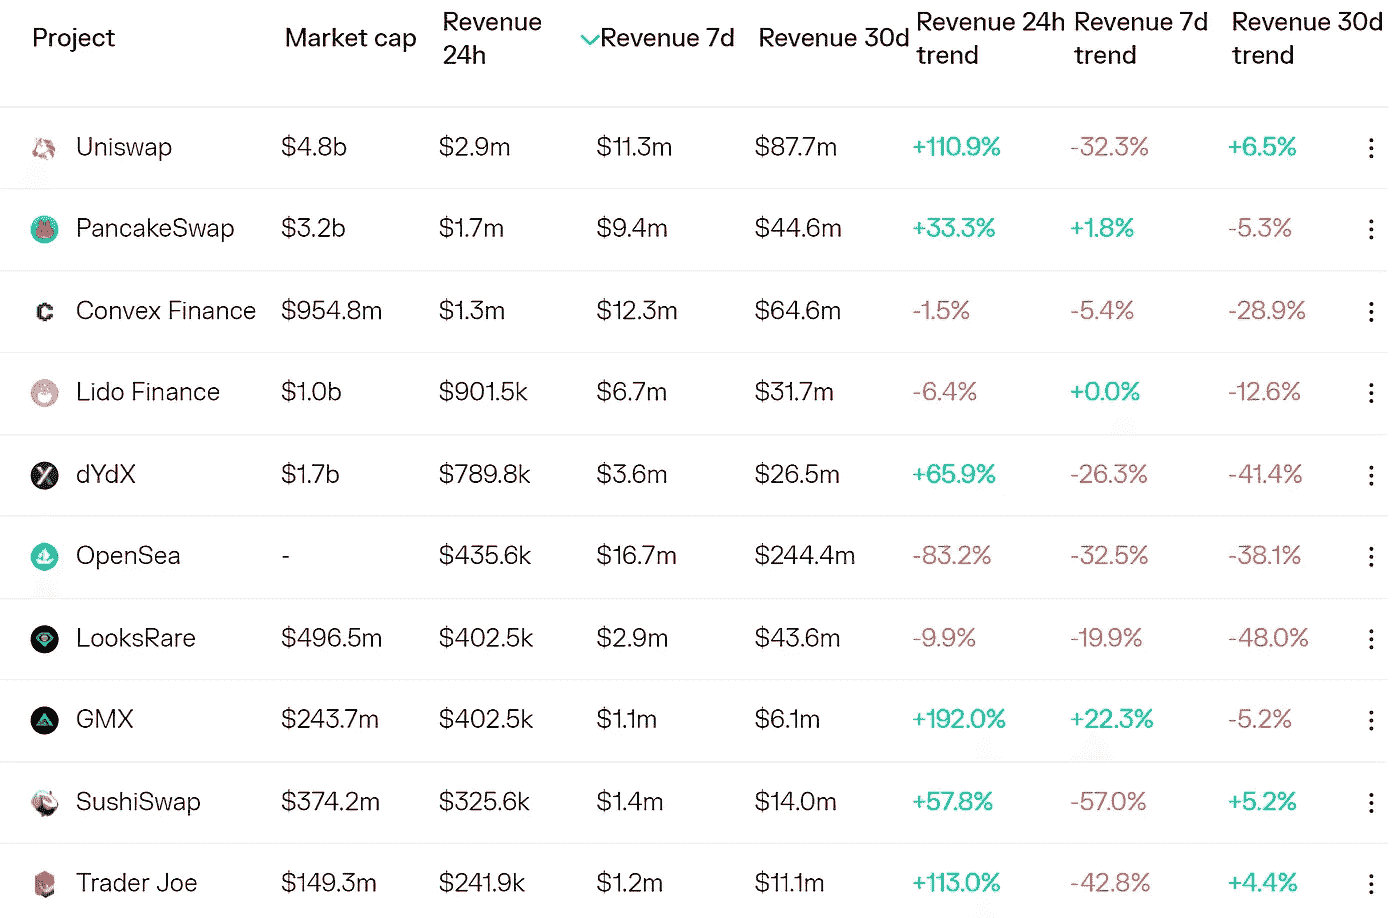 Project Market cap Revenue 24h Revenue 7d Revenue 30d Revenue 24h trend Revenue 7d trend Revenue 30d trend
Uniswap $4.8b $2.9m $11.3m $87.7m +110.9% -32.3% +6.5%
PancakeSwap $3.2b $1.7m $9.4m $44.6m +33.3% +1.8% -5.3%
Convex Finance $954.8m $1.3m $12.3m $64.6m -1.5% -5.4% -28.9%
Lido Finance $1.0b $901.5k $6.7m $31.7m -6.4% +0.0% -12.6%
dYdX $1.7b $789.8k $3.6m $26.5m +65.9% -26.3% -41.4%
OpenSea - $435.6k $16.7m $244.4m -83.2% -32.5% -38.1%
LooksRare $496.5m $402.5k $2.9m $43.6m -9.9% -19.9% -48.0%
GMX $243.7m $402.5k $1.1m $6.1m +192.0% +22.3% -5.2%
SushiSwap $374.2m $325.6k $1.4m $14.0m +57.8% -57.0% +5.2%
Trader Joe $149.3m $241.9k $1.2m $11.1m +113.0% -42.8% +4.4%